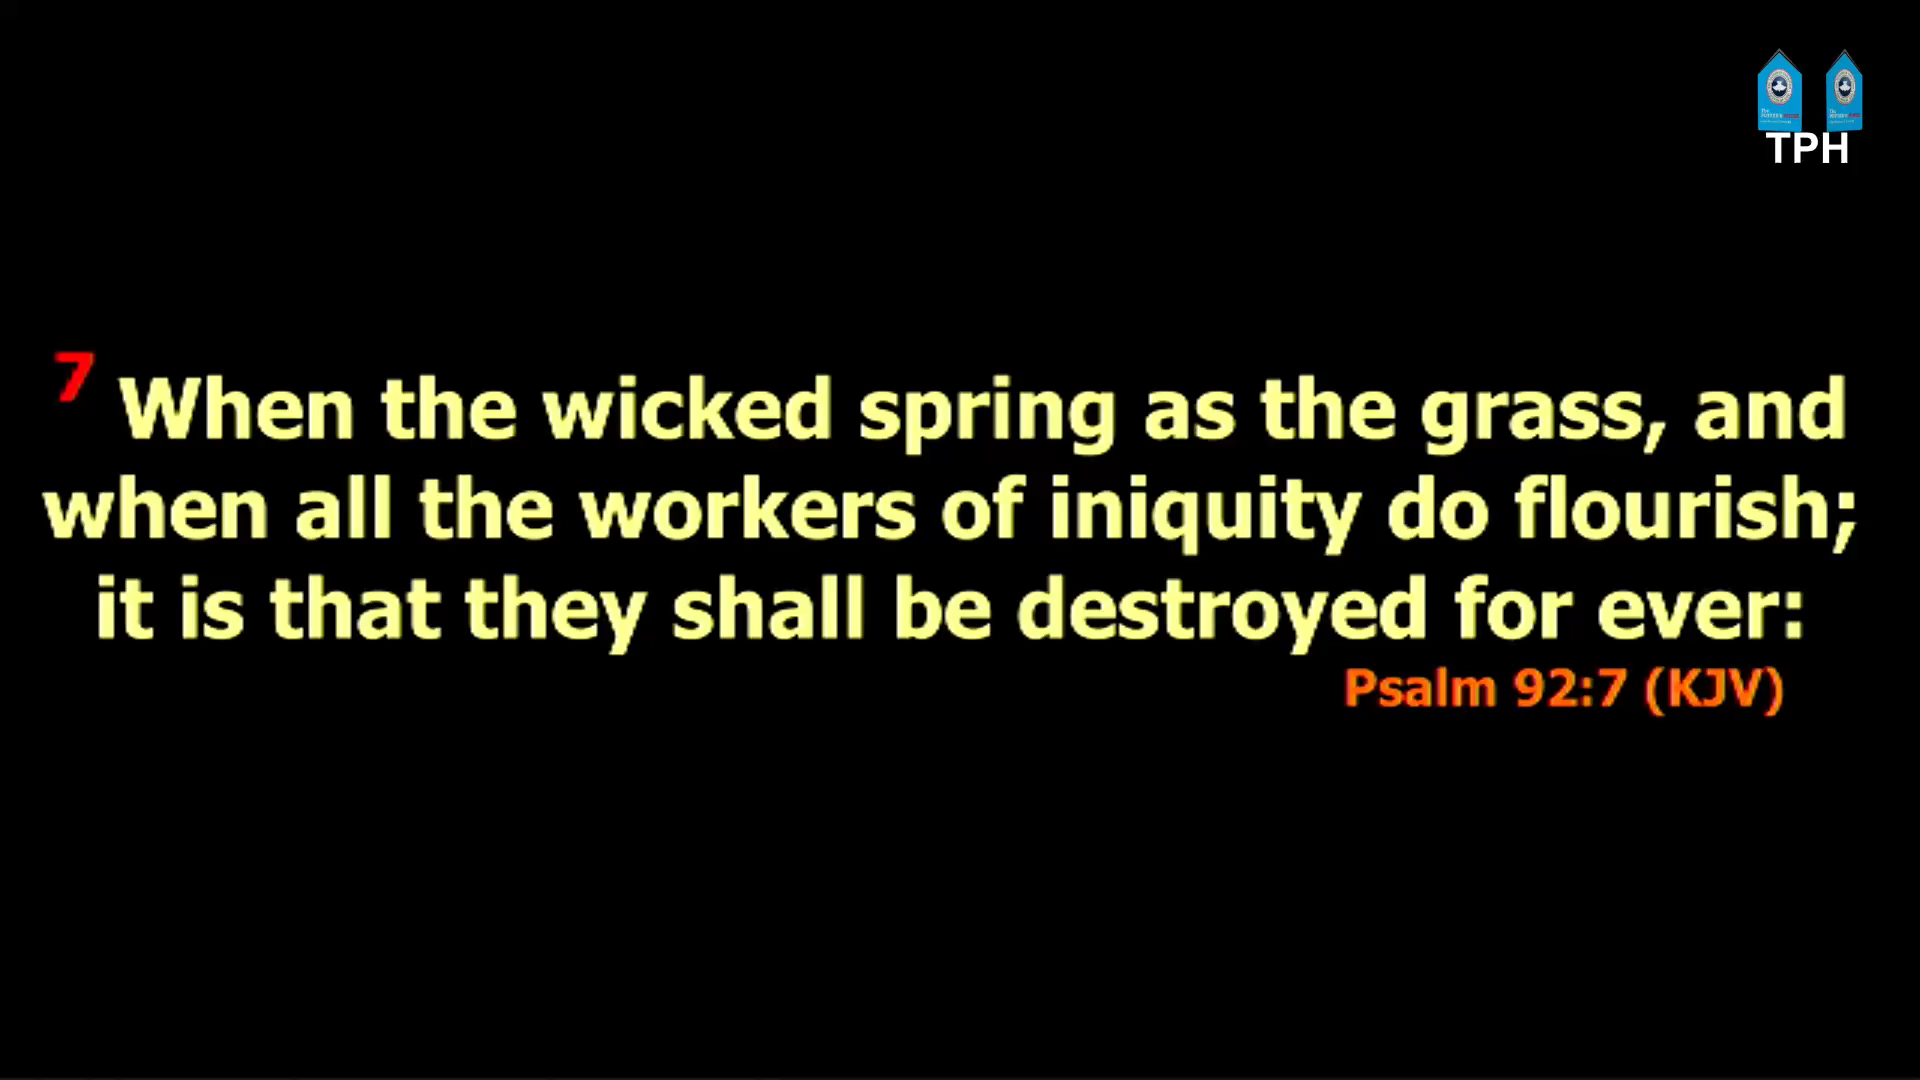 TPH
7 When the wicked spring as the grass, and
when all the workers of iniquity do flourish;
it is that they shall be destroyed for ever:
Psalm 92:7 (KJV)